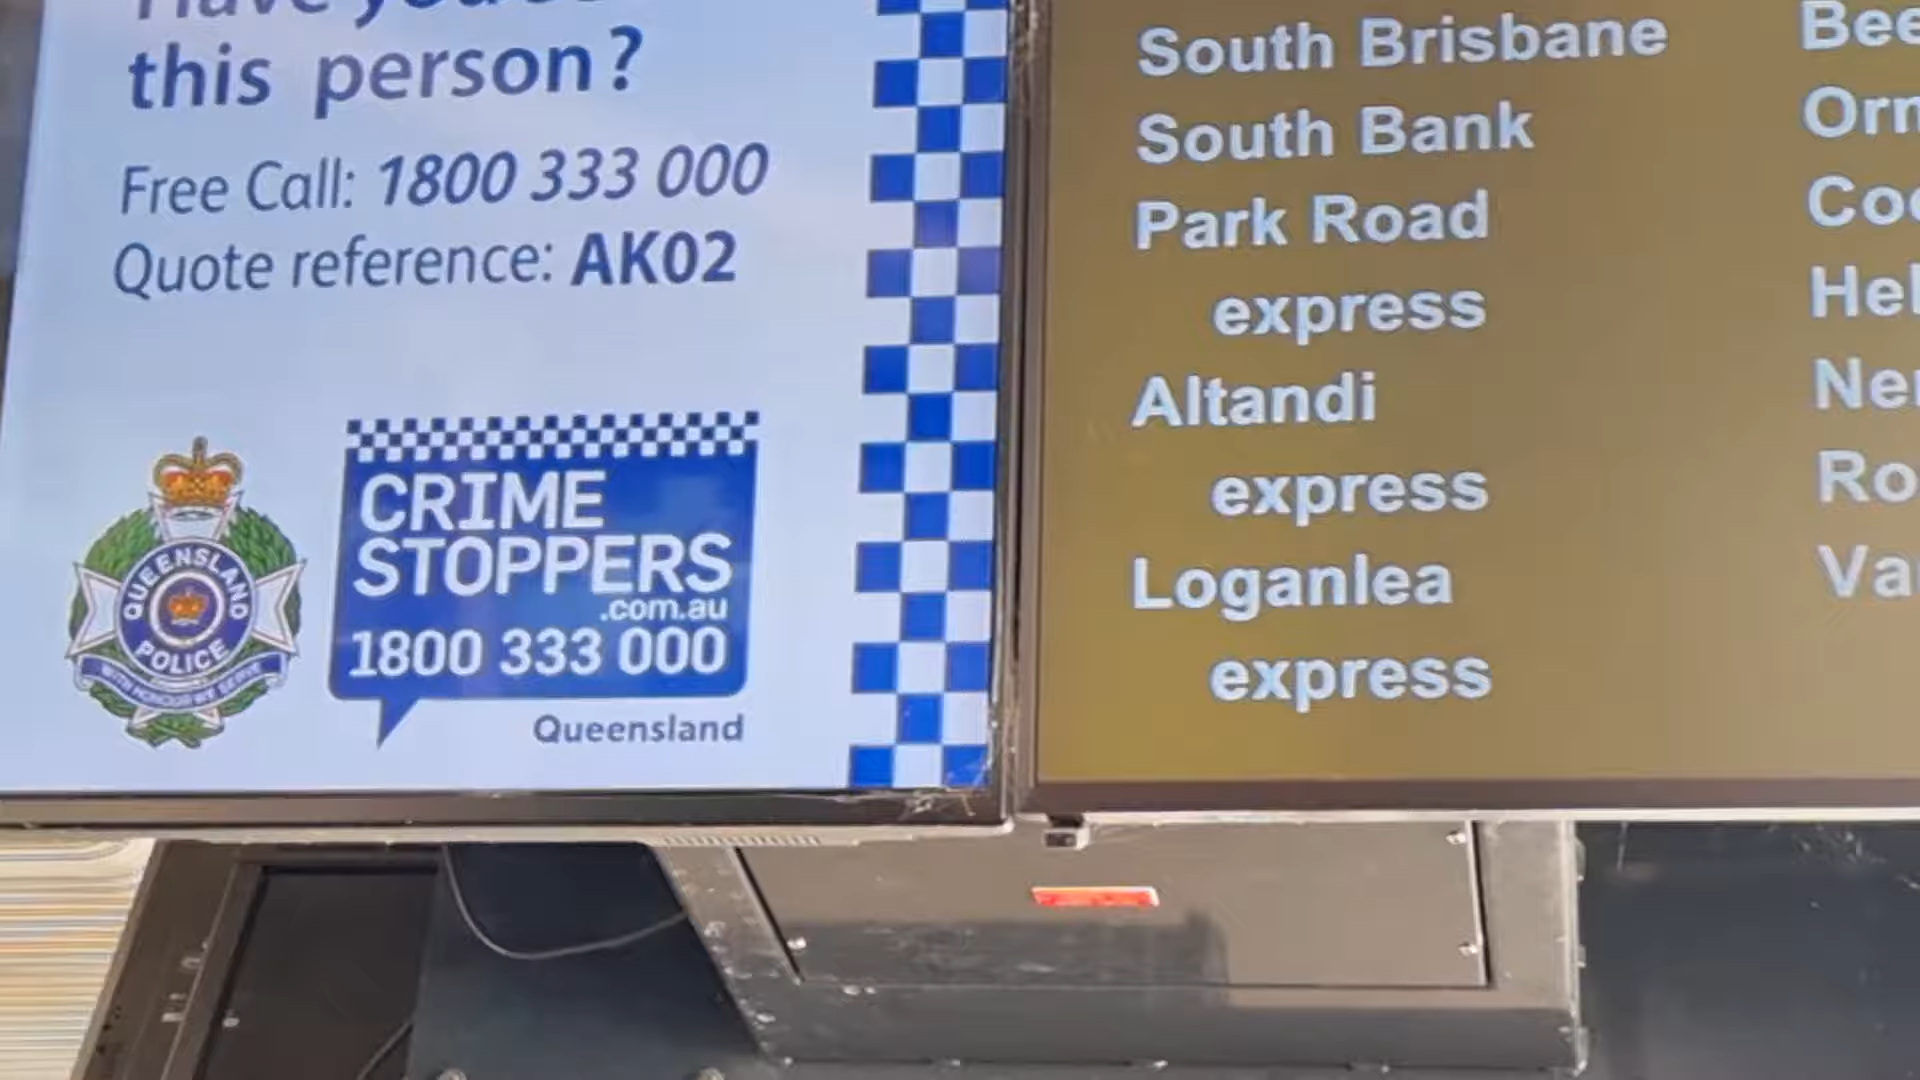 Have you
this person?
Free Call: 1800 333 000
Quote reference: AK02
QUEENSLAND
POLICE
WITH HONOUR WE SERVE
CRIME
STOPPERS
.com.au
1800 333 000
Queensland
South Brisbane
South Bank
Park Road
express
Altandi
express
Loganlea
express
Bee
Orm
Coo
Hel
Ner
Ro
Va